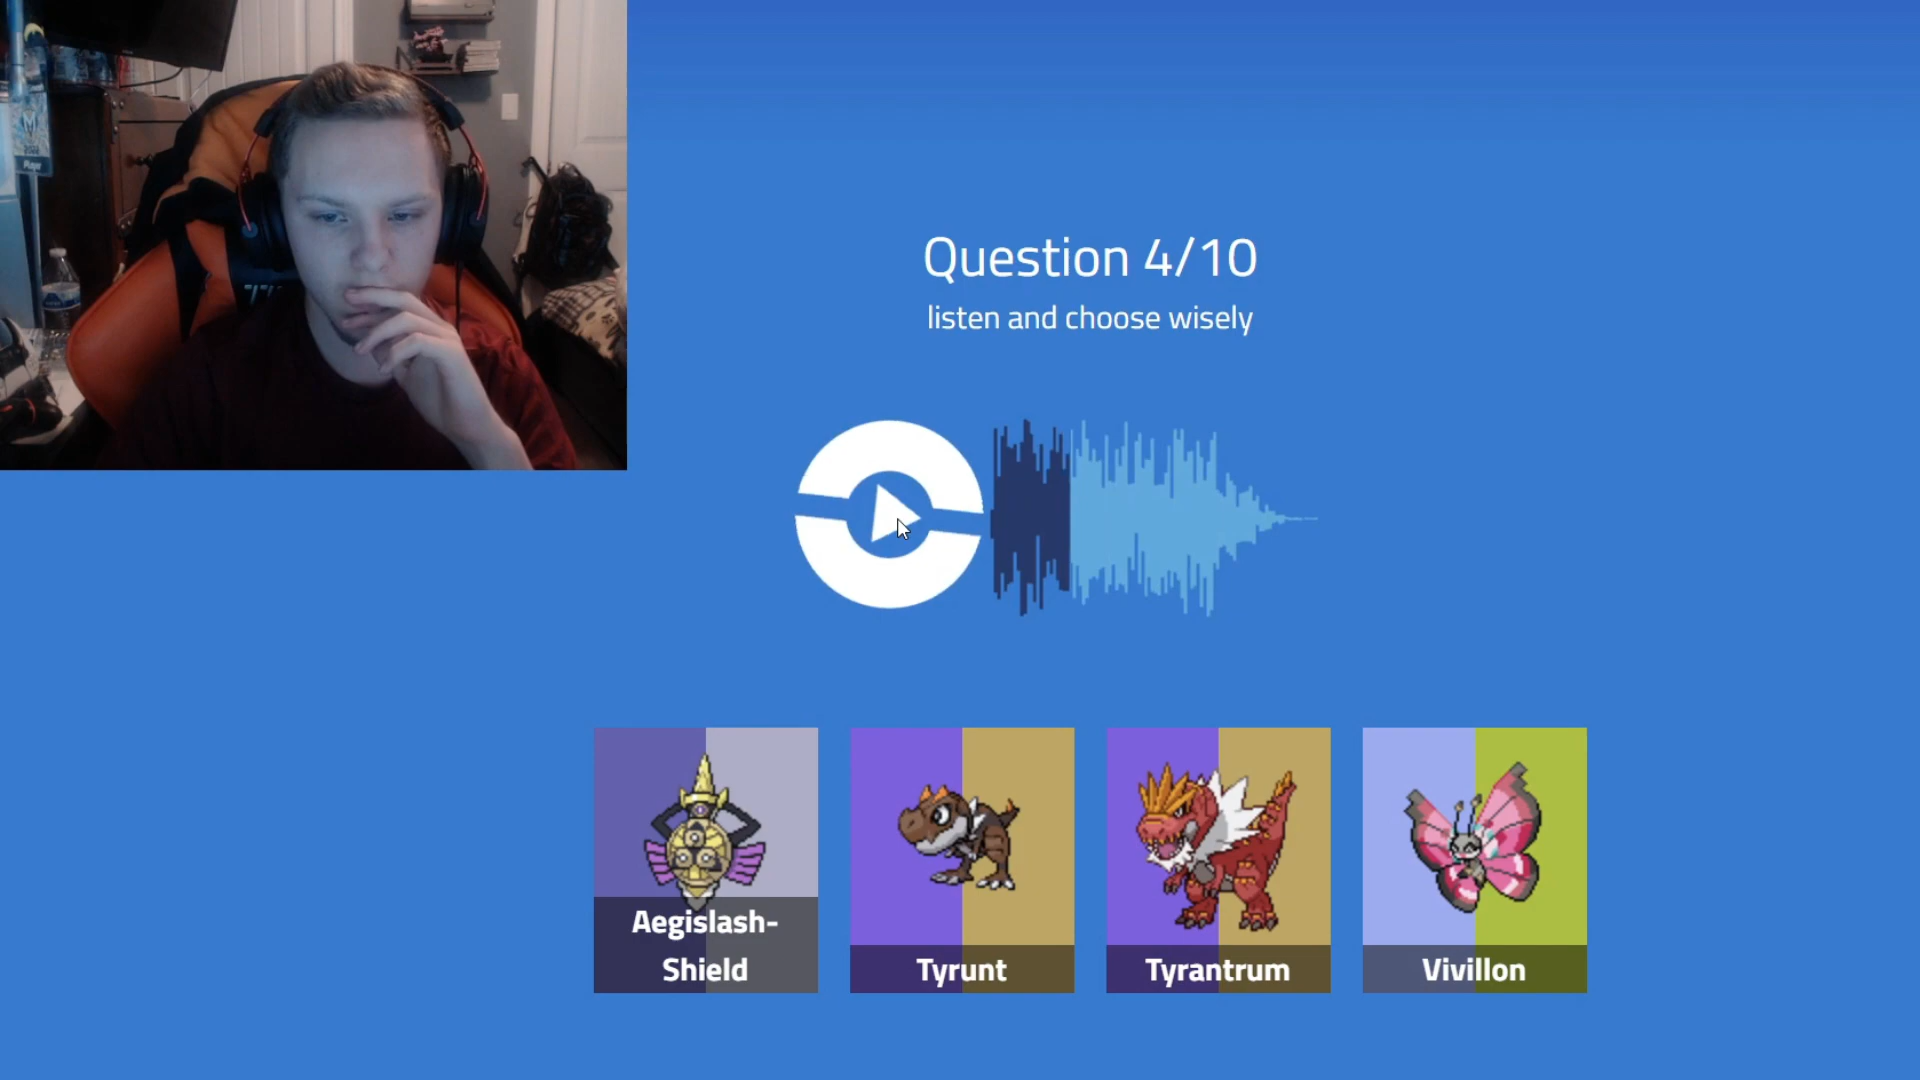 Question 4/10
listen and choose wisely
Aegislash-
Shield
Tyrunt
Tyrantrum
Vivillon